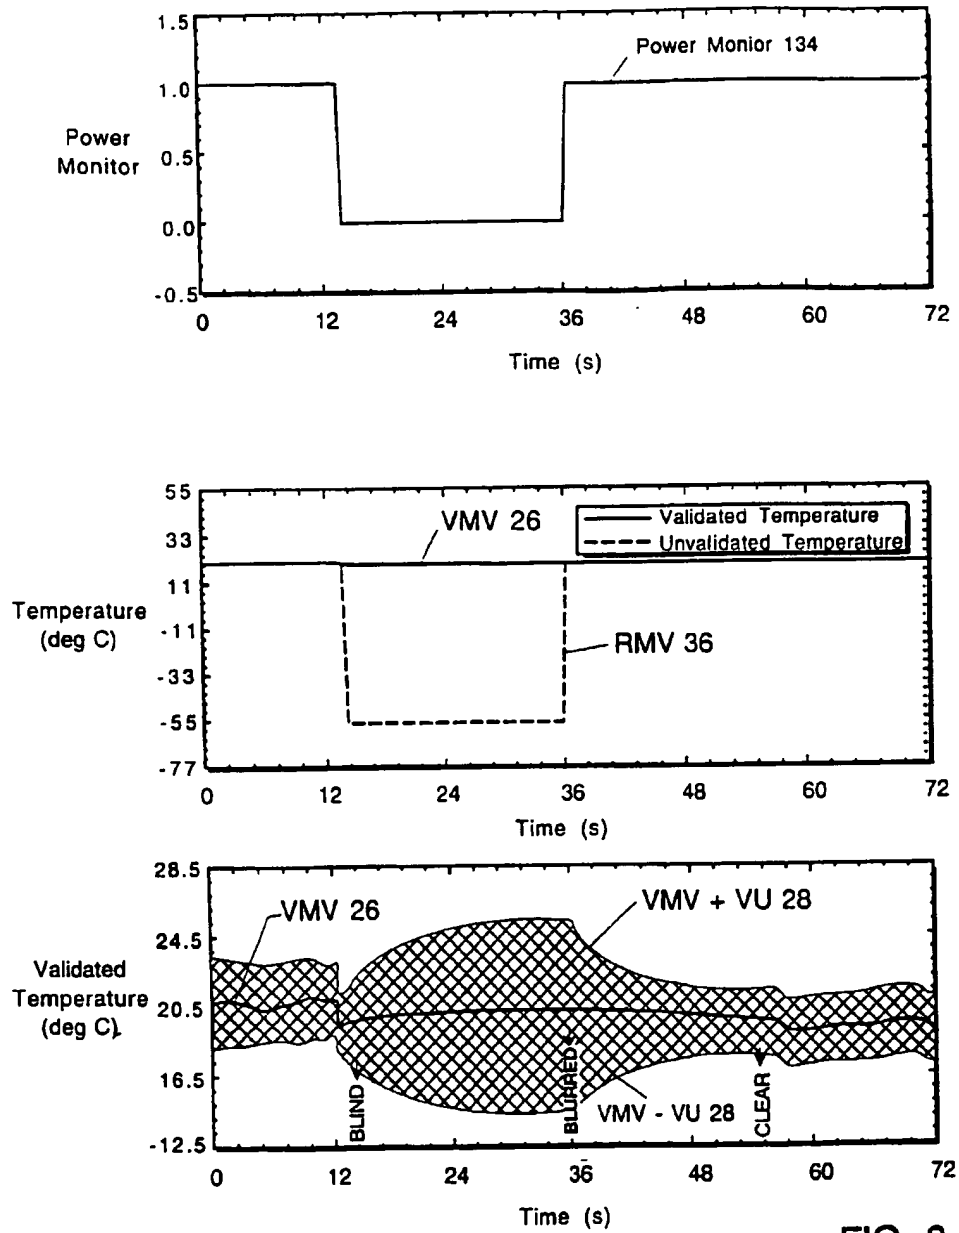 1.5
Power Monior 134
1.0
Power
Monitor
0.5
0.0
-0.5
0 12 24 36 48 60 72
Time (s)
55
VMV 26
Validated Temperature
Unvalidated Temperature
33
11
Temperature
(deg C)
-11
RMV 36
-33
-55
-77
0 12 24 36 48 60 72
Time (s)
28.5
VMV 26
VMV + VU 28
24.5
Validated
Temperature
(deg C).
20.5
16.5
BLIND
BLURRED
VMV - VU 28
CLEAR
-12.5
0 12 24 36 48 60 72
Time (s)